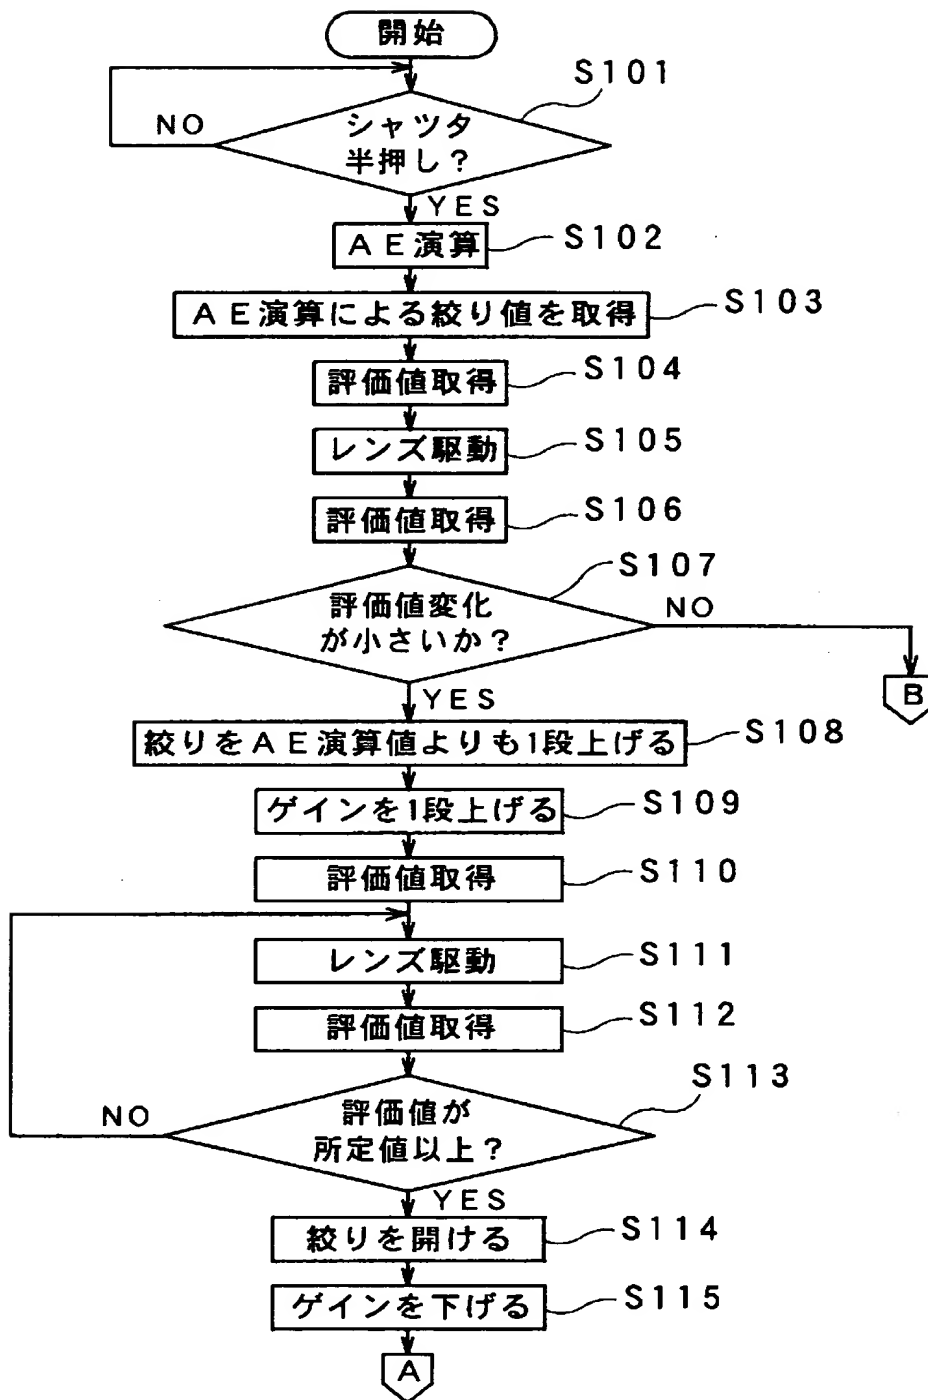 開始
S101
NO
シャツタ
半押し?
YES
AE演算
S102
AE演算による絞り値を取得
S103
評価値取得
S104
レンズ駆動
S105
評価値取得
S106
S107
評価値変化
が小さいか?
NO
B
YES
絞りをAE演算値よりも1段上げる
S108
ゲインを1段上げる
S109
評価値取得
S110
レンズ駆動
S111
評価値取得
S112
S113
NO
評価値が
所定値以上?
YES
絞りを開ける
S114
ゲインを下げる
S115
A